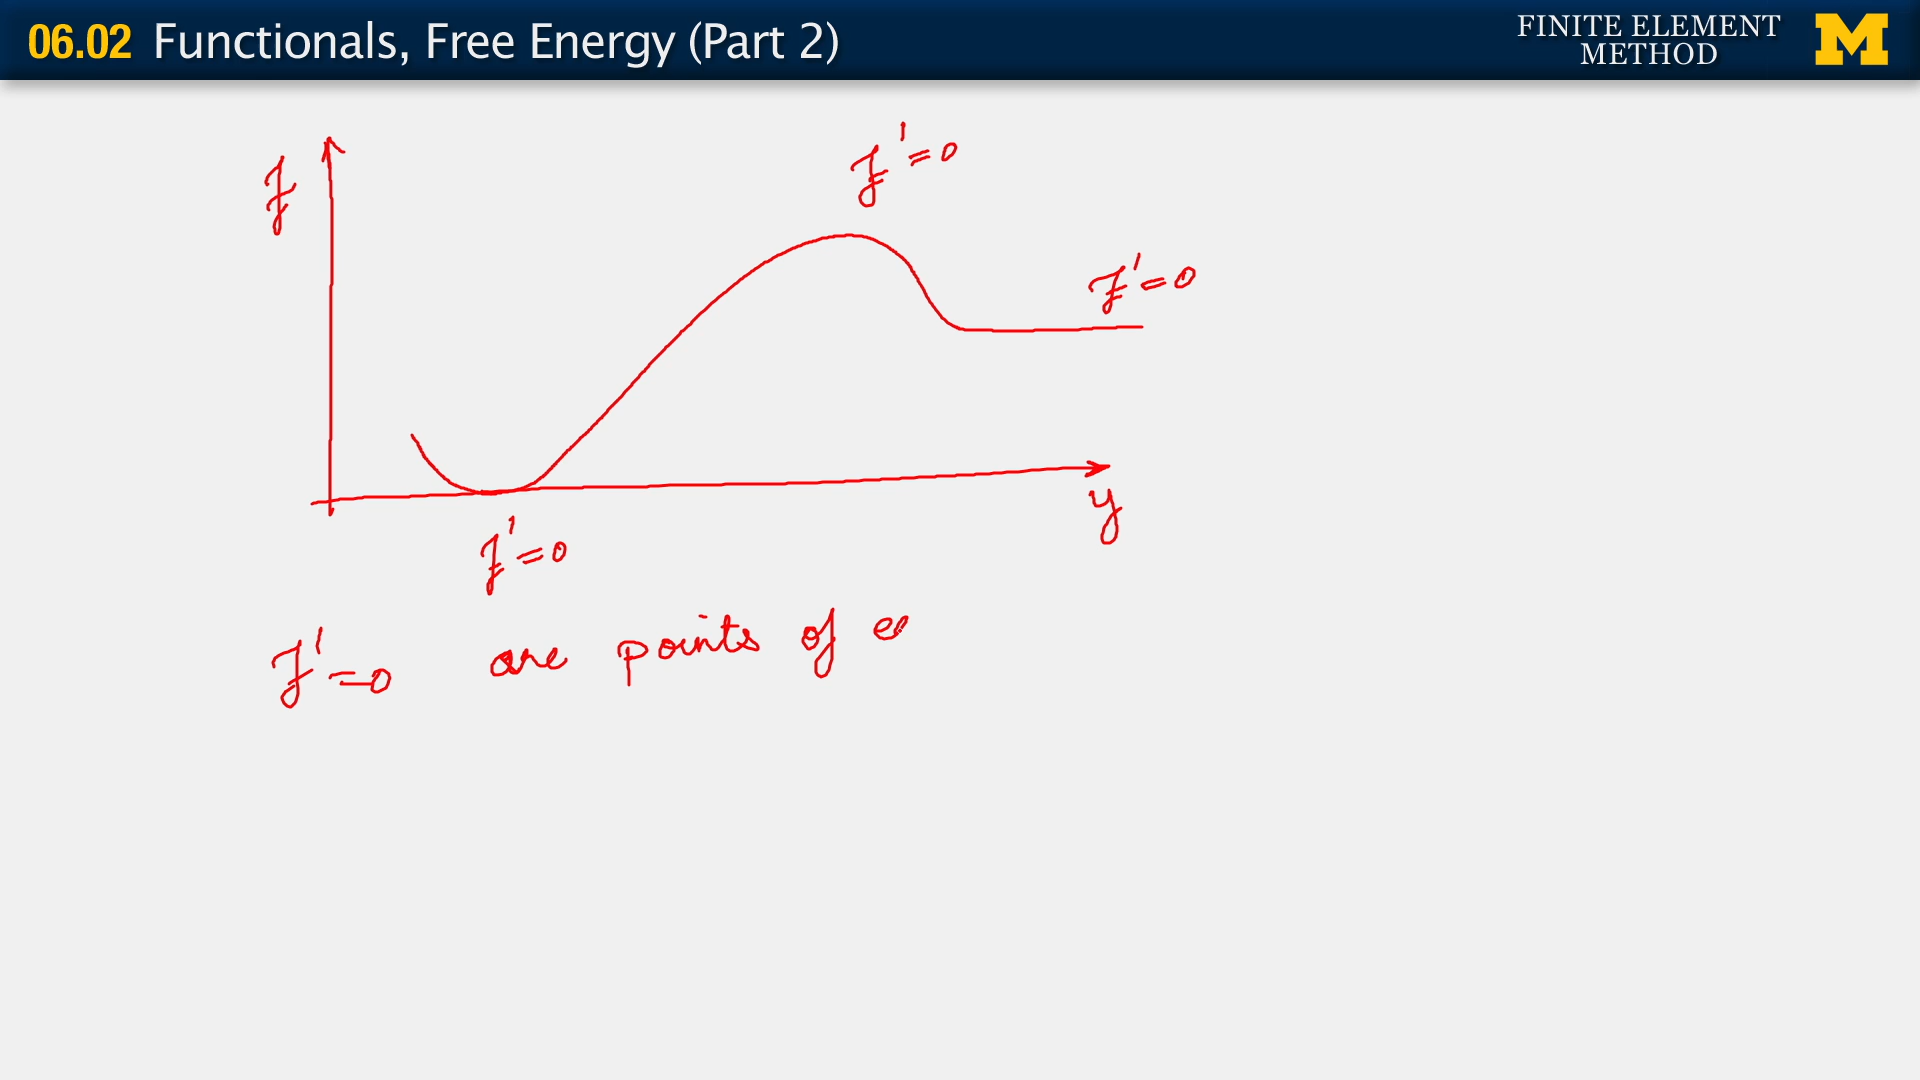 06.02 Functionals, Free Energy (Part 2)
FINITE ELEMENT
METHOD
M
F
F'=0
F'=0
y
F'=0
F'=0 are points of